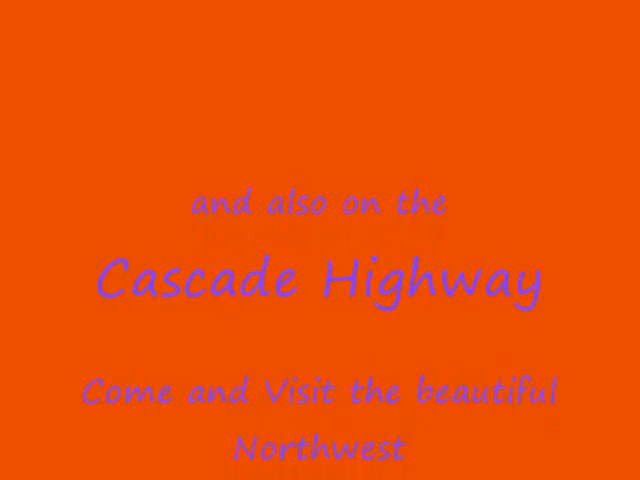 and also on the
Cascade Highway
Come and Visit the beautiful
Northwest